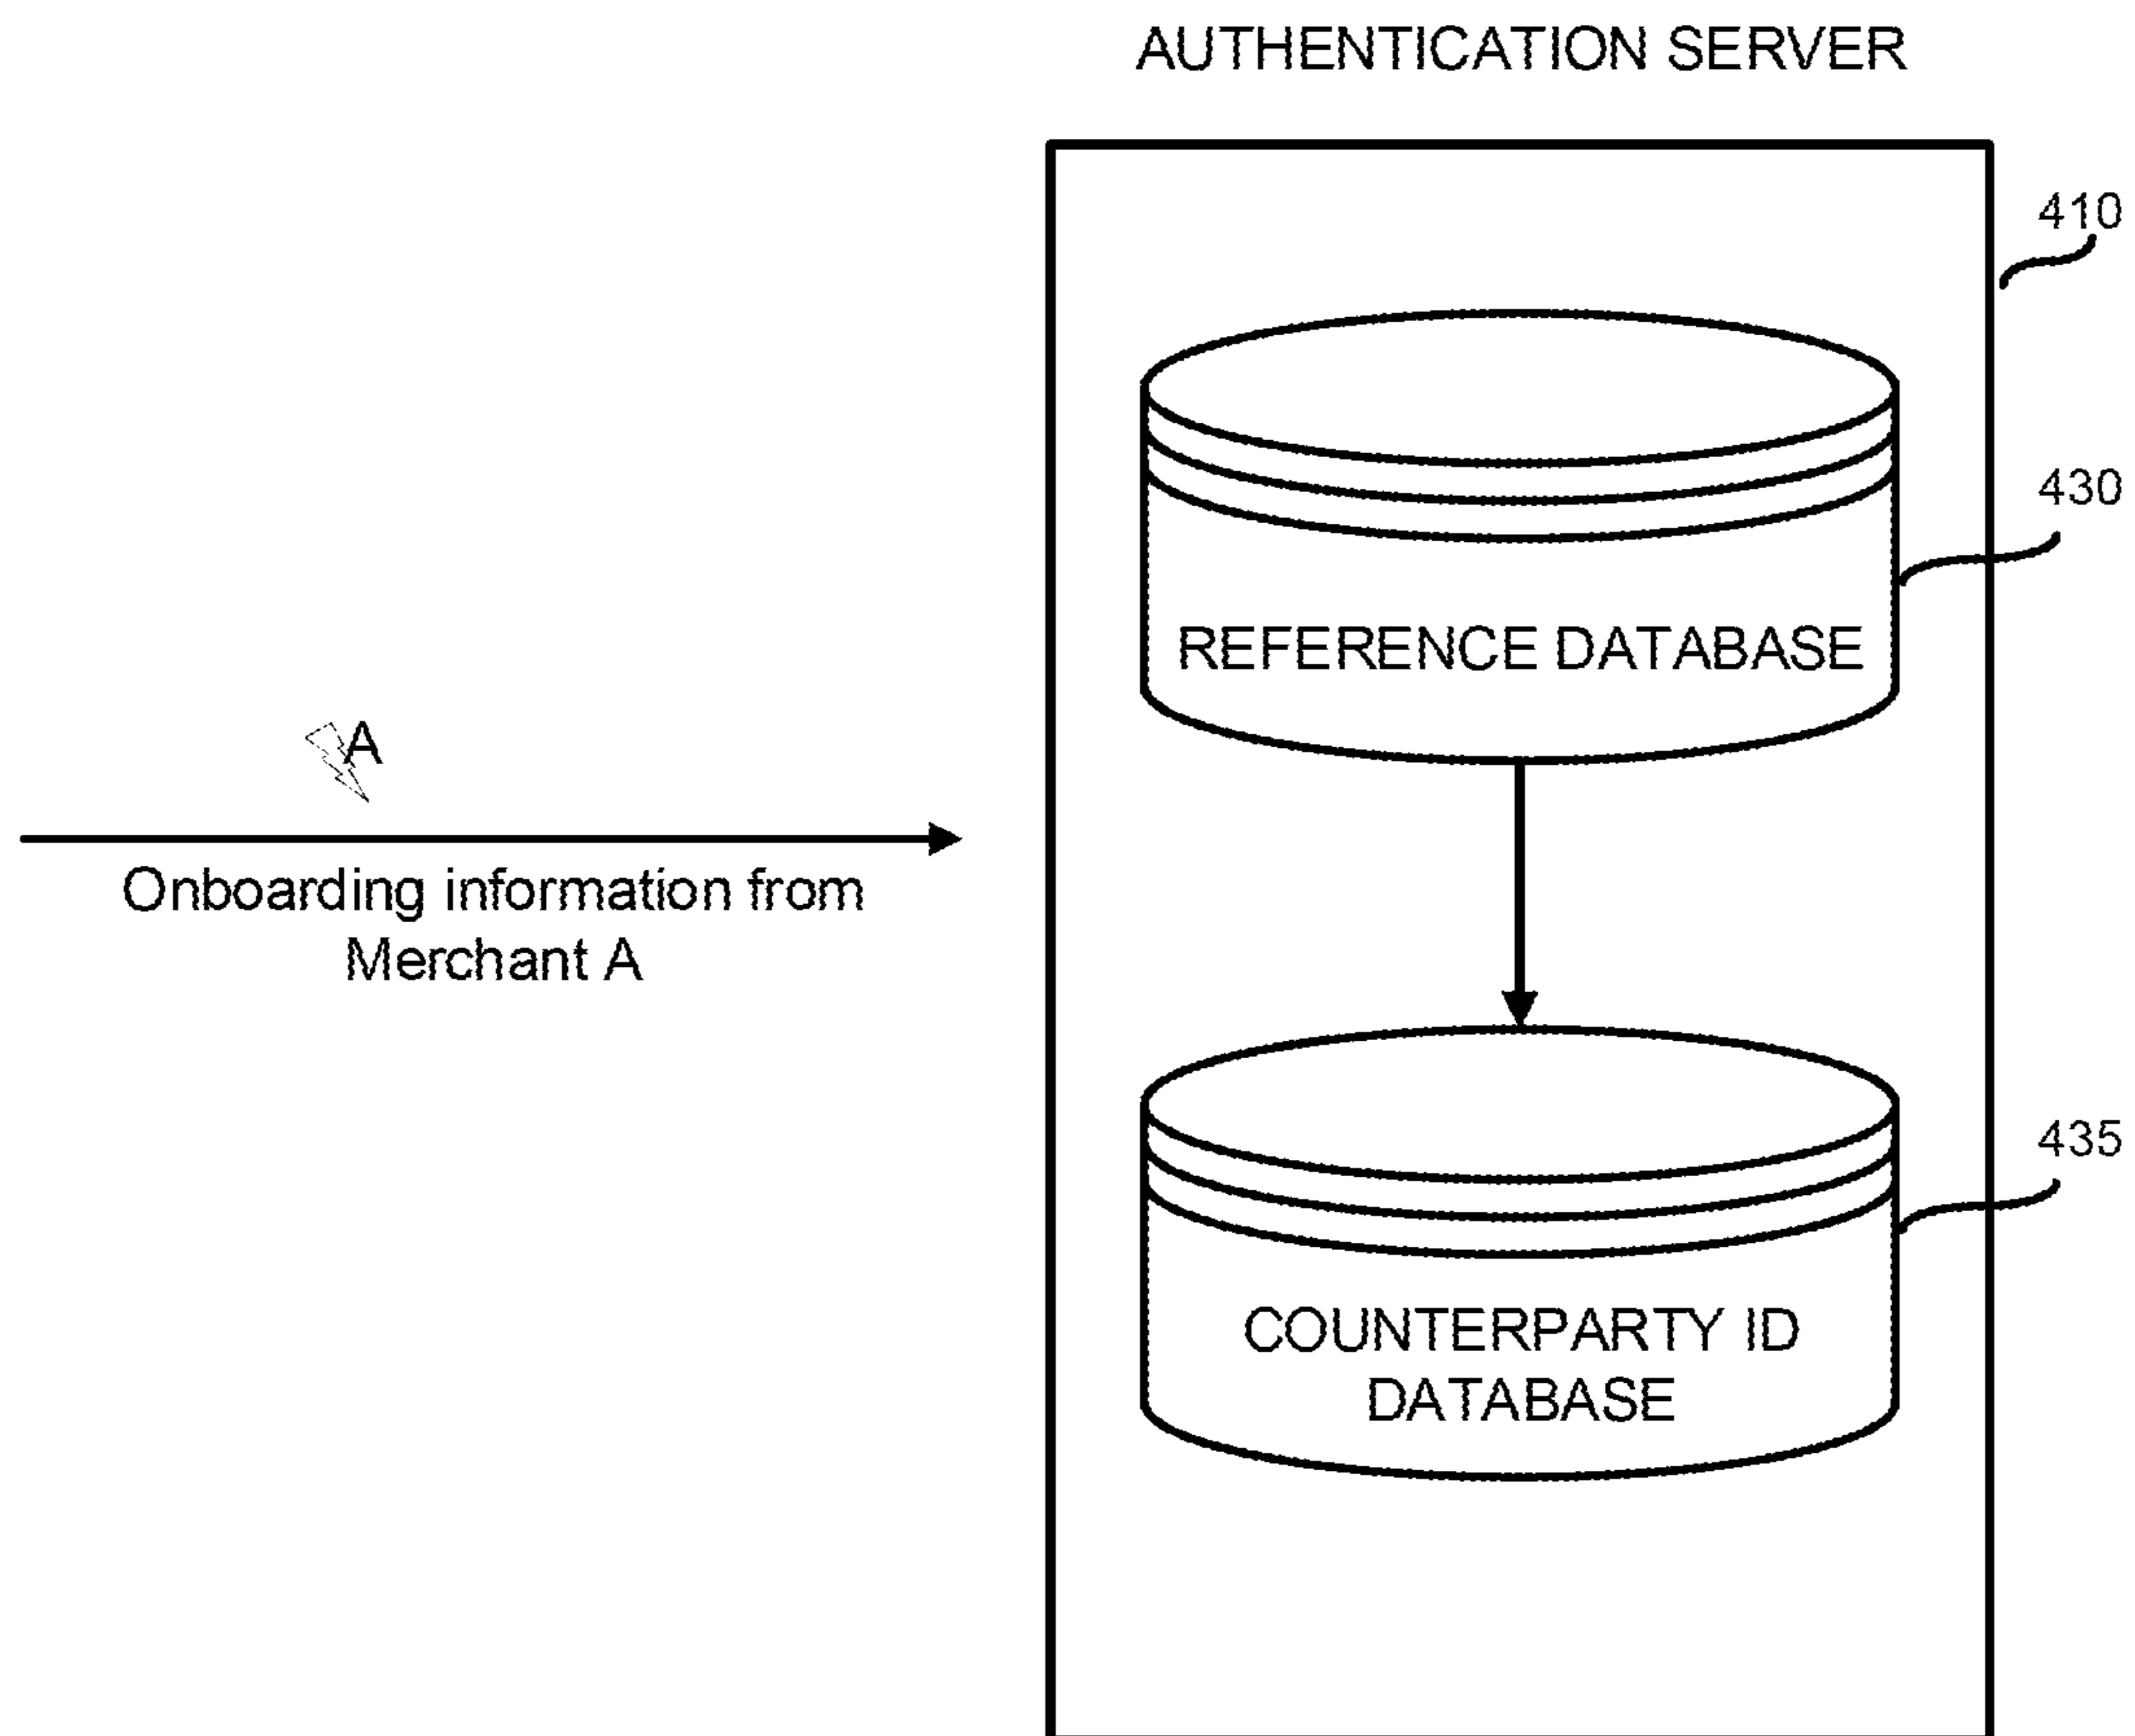 AUTHENTICATION SERVER
410
430
REFERENCE DATABASE
A
Onboarding information from
Merchant A
435
COUNTERPARTY ID
DATABASE